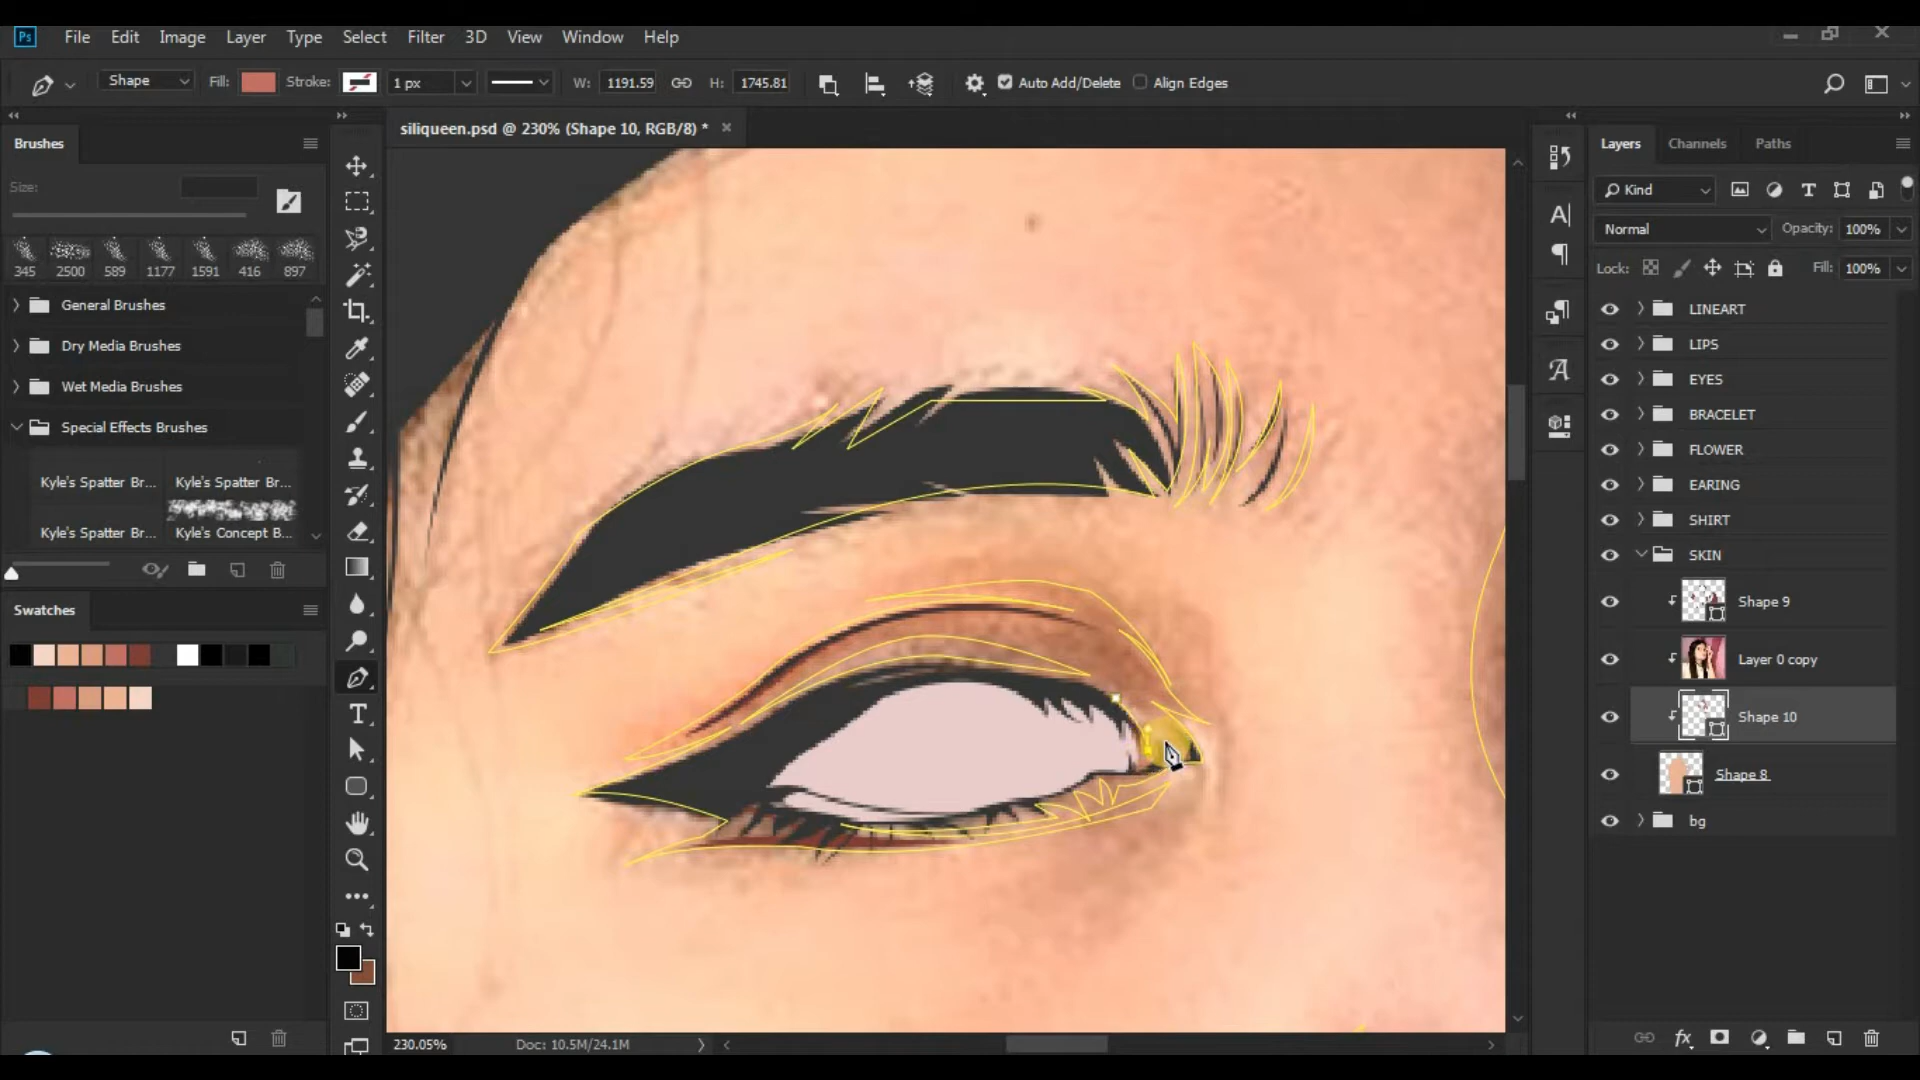 Ps File Edit Image Layer Type Select Filter 3D View Window Help
Shape Fill: Stroke: 1 px W: 1191.59 H: 1745.81 Auto Add/Delete Align Edges
Brushes
siliqueen.psd @ 230% (Shape 10, RGB/8) *
Layers Channels Paths
Size:
Kind
Normal Opacity: 100%
Lock: Fill: 100%
345 2500 589 1177 1591 416 897
General Brushes
Dry Media Brushes
Wet Media Brushes
Special Effects Brushes
Kyle's Spatter Br... Kyle's Spatter Br...
Kyle's Spatter Br... Kyle's Concept B...
Swatches
LINEART
LIPS
EYES
BRACELET
FLOWER
EARING
SHIRT
SKIN
Shape 9
Layer 0 copy
Shape 10
Shape 8
bg
230.05% Doc: 10.5M/24.1M